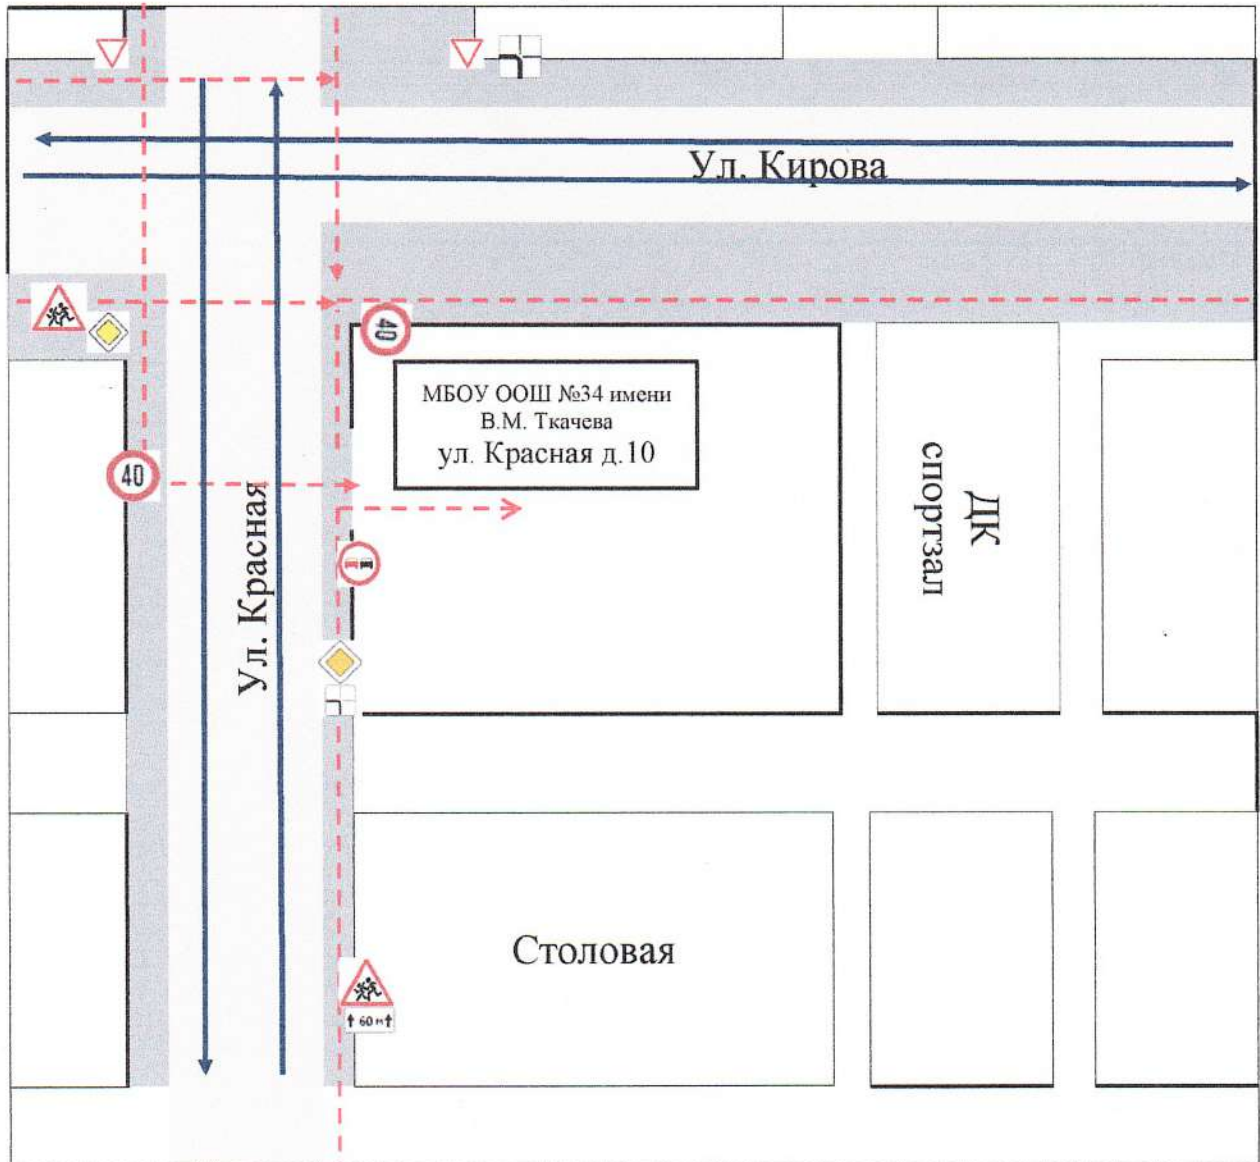 Ул. Кирова
40
МБОУ ООШ №34 имени
В.М. Ткачева
ул. Красная д.10
40
Ул. Красная
ДК
спортзал
Столовая
60 м